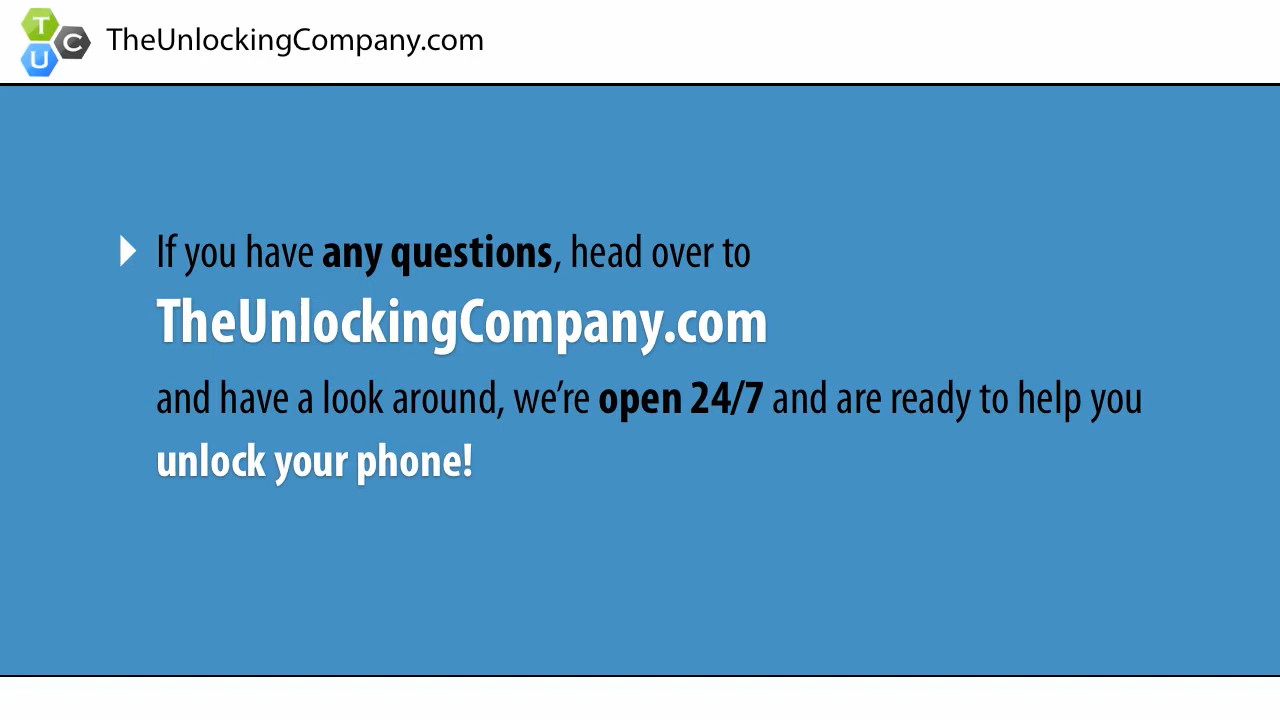 T
C
U
TheUnlockingCompany.com
If you have any questions, head over to
TheUnlockingCompany.com
and have a look around, we’re open 24/7 and are ready to help you
unlock your phone!